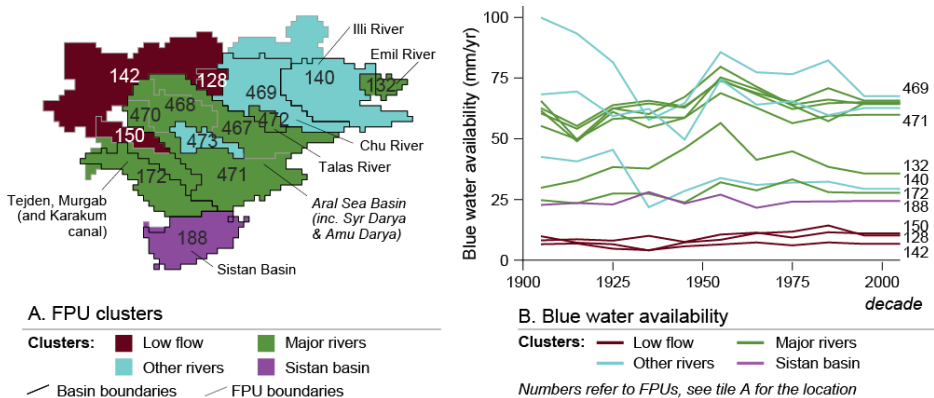 Illi River
Emil River
142
128
140
132
469
468
470
467
472
150
473
Chu River
Talas River
172
471
Tejden, Murgab
(and Karakum
canal)
Aral Sea Basin
(inc. Syr Darya
& Amu Darya)
188
Sistan Basin
A. FPU clusters
Clusters: Low flow Major rivers
Other rivers Sistan basin
Basin boundaries FPU boundaries
Blue water availability (mm/yr)
100
75
50
25
0
1900 1925 1950 1975 2000
decade
469
471
132
140
172
188
150
128
142
B. Blue water availability
Clusters: Low flow Major rivers
Other rivers Sistan basin
Numbers refer to FPUs, see tile A for the location